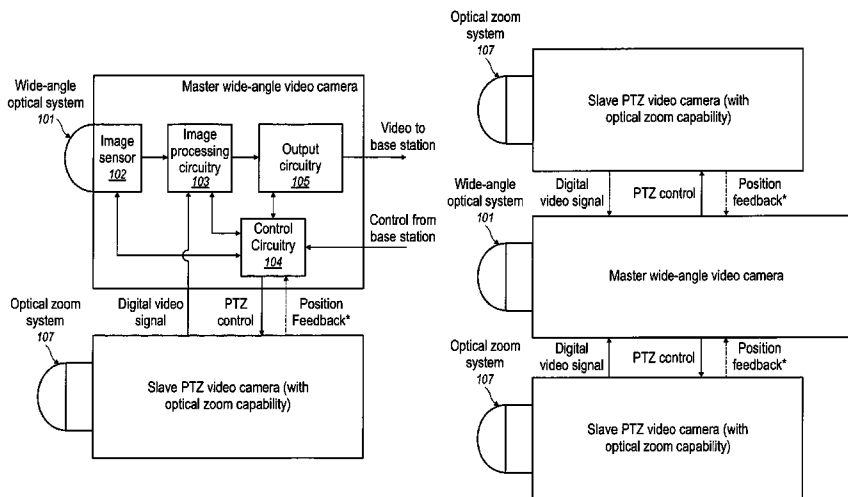 Master wide-angle video camera
Wide-angle
optical system
101
Image
sensor
102
Image
processing
circuitry
103
Output
circuitry
105
Video to
base station
Control
Circuitry
104
Control from
base station
Digital video
signal
PTZ
control
Position
Feedback*
Optical zoom
system
107
Slave PTZ video camera (with
optical zoom capability)
Optical zoom
system
107
Slave PTZ video camera (with
optical zoom capability)
Digital
video signal
PTZ control
Position
feedback*
Wide-angle
optical system
101
Master wide-angle video camera
Digital
video signal
PTZ control
Position
feedback*
Optical zoom
system
107
Slave PTZ video camera (with
optical zoom capability)